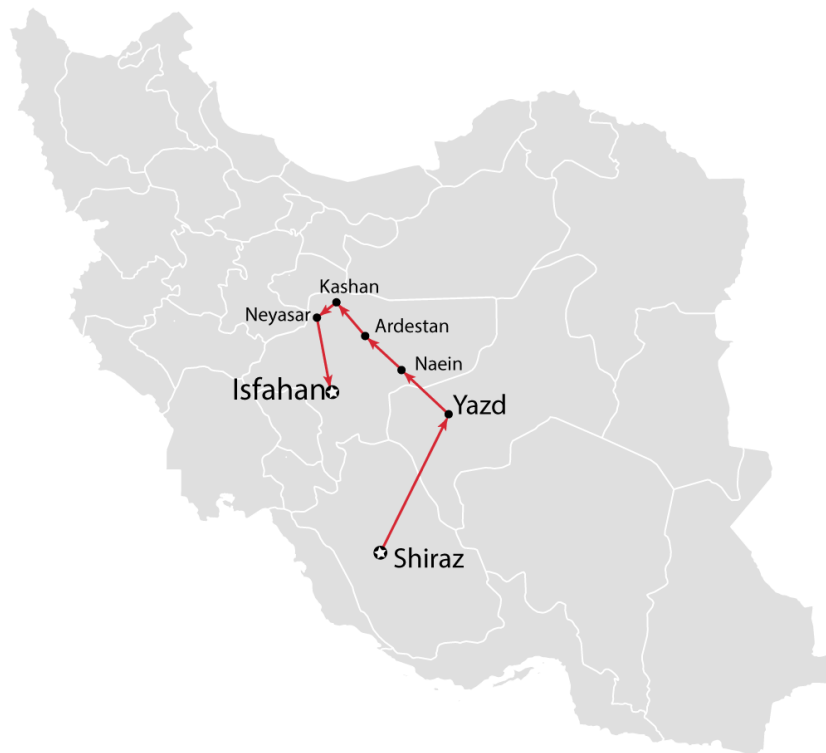 Kashan
Neyasar
Ardestan
Naein
Isfahan
Yazd
Shiraz